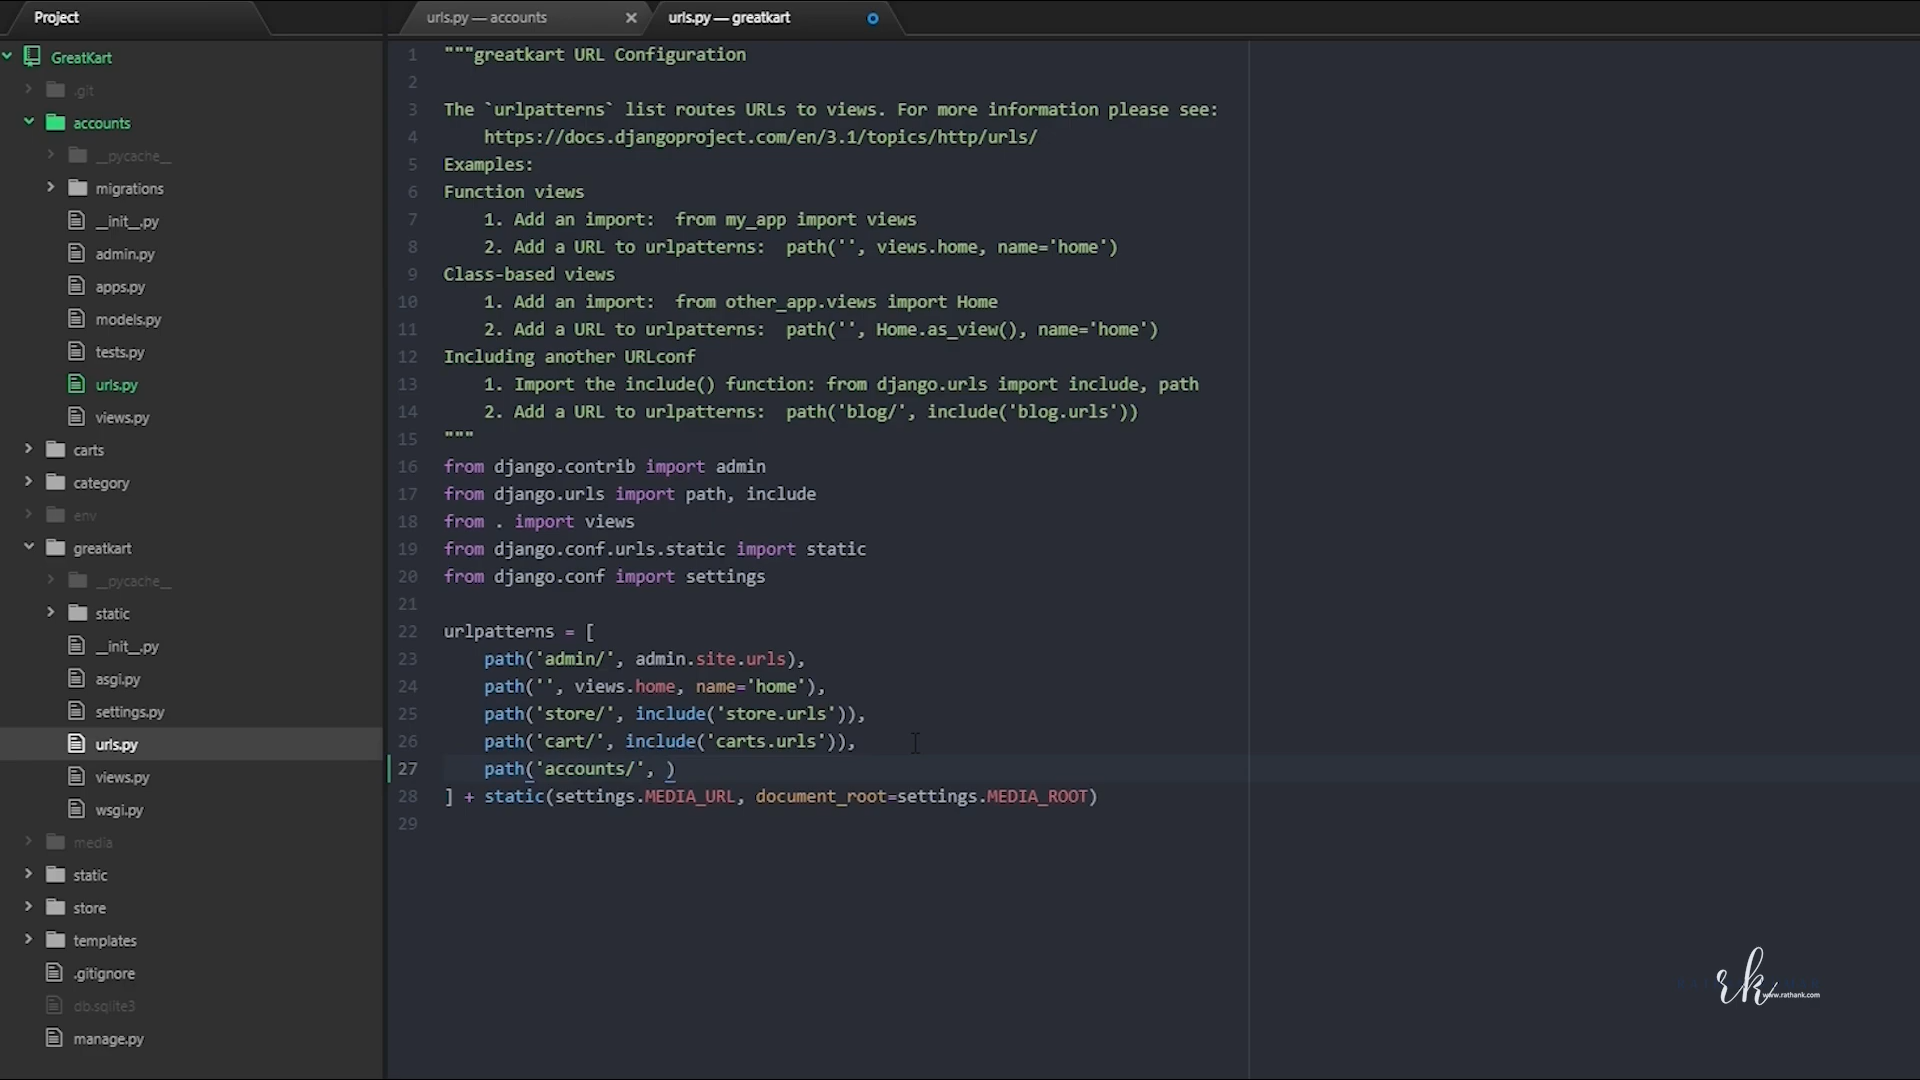 Project
urls.py — accounts
urls.py — greatkart
GreatKart
.git
accounts
__pycache__
migrations
__init__.py
admin.py
apps.py
models.py
tests.py
urls.py
views.py
carts
category
env
greatkart
__pycache__
static
__init__.py
asgi.py
settings.py
urls.py
views.py
wsgi.py
media
static
store
templates
.gitignore
db.sqlite3
manage.py
1 """greatkart URL Configuration
2
3 The `urlpatterns` list routes URLs to views. For more information please see:
4     https://docs.djangoproject.com/en/3.1/topics/http/urls/
5 Examples:
6 Function views
7     1. Add an import:  from my_app import views
8     2. Add a URL to urlpatterns:  path('', views.home, name='home')
9 Class-based views
10     1. Add an import:  from other_app.views import Home
11     2. Add a URL to urlpatterns:  path('', Home.as_view(), name='home')
12 Including another URLconf
13     1. Import the include() function: from django.urls import include, path
14     2. Add a URL to urlpatterns:  path('blog/', include('blog.urls'))
15 """
16 from django.contrib import admin
17 from django.urls import path, include
18 from . import views
19 from django.conf.urls.static import static
20 from django.conf import settings
21
22 urlpatterns = [
23     path('admin/', admin.site.urls),
24     path('', views.home, name='home'),
25     path('store/', include('store.urls')),
26     path('cart/', include('carts.urls')),
27     path('accounts/', )
28 ] + static(settings.MEDIA_URL, document_root=settings.MEDIA_ROOT)
29
rk
www.rathank.com